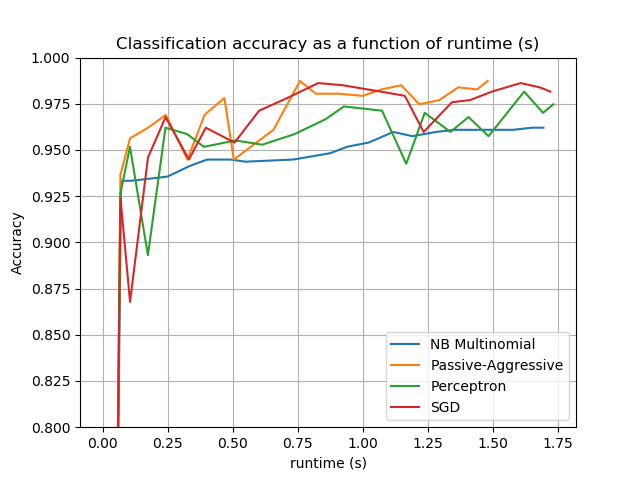 Classification accuracy as a function of runtime (s)
1.000
0.975
0.950
0.925
0.900
0.875
0.850
0.825
0.800
Accuracy
NB Multinomial
Passive-Aggressive
Perceptron
SGD
0.00 0.25 0.50 0.75 1.00 1.25 1.50 1.75
runtime (s)